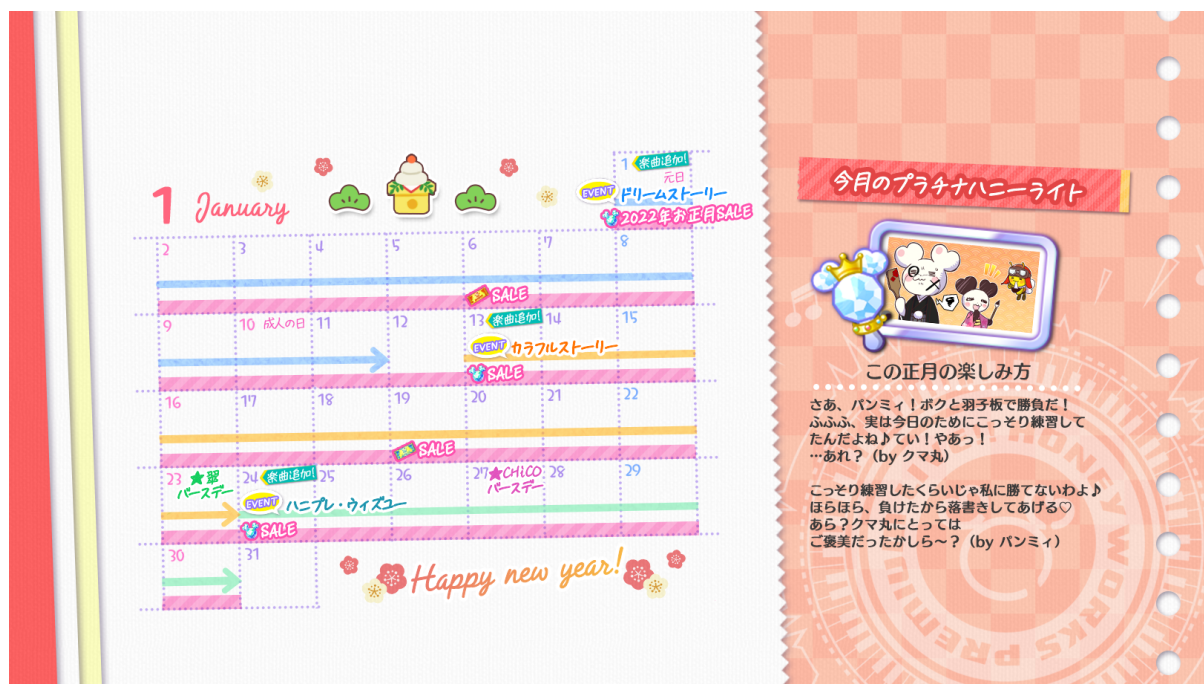 1 January
1 楽曲追加!
元日
EVENT ドリームストーリー
2022年お正月SALE
2 3 4 5 6 7 8
SALE
9 10 成人の日 11 12 13 楽曲追加! 14 15
EVENT カラフルストーリー
SALE
16 17 18 19 20 21 22
SALE
23 ★翠 24 楽曲追加! 25 26 27 ★CHiCO 28 29
バースデー バースデー
EVENT ハニプレ・ウィズユー
SALE
30 31
Happy new year!
今月のプラチナハニーライト
この正月の楽しみ方
さあ、パンミィ！ボクと羽子板で勝負だ！
ふふふ、実は今日のためにこっそり練習して
たんだよね♪てい！やあっ！
…あれ？（by クマ丸）
こっそり練習したくらいじゃ私に勝てないわよ♪
ほらほら、負けたから落書きしてあげる♡
あら？クマ丸にとっては
ご褒美だったかしら～？（by パンミィ）
HONEYWORKS PREMIU